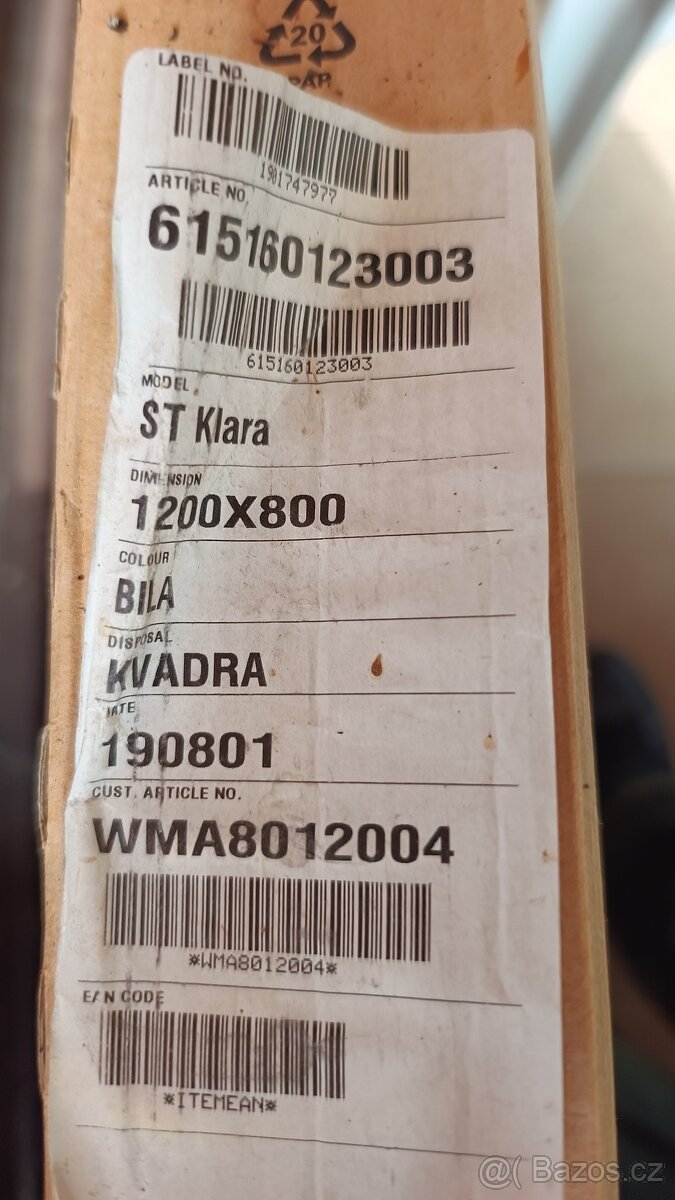 20
PAP
LABEL NO.
1901747977
ARTICLE NO.
615160123003
615160123003
MODEL
ST Klara
DIMENSION
1200X800
COLOUR
BILA
DISPOSAL
KVADRA
DATE
190801
CUST. ARTICLE NO.
WMA8012004
*WMA8012004*
EAN CODE
*ITEMEAN*
@( Bazos.cz